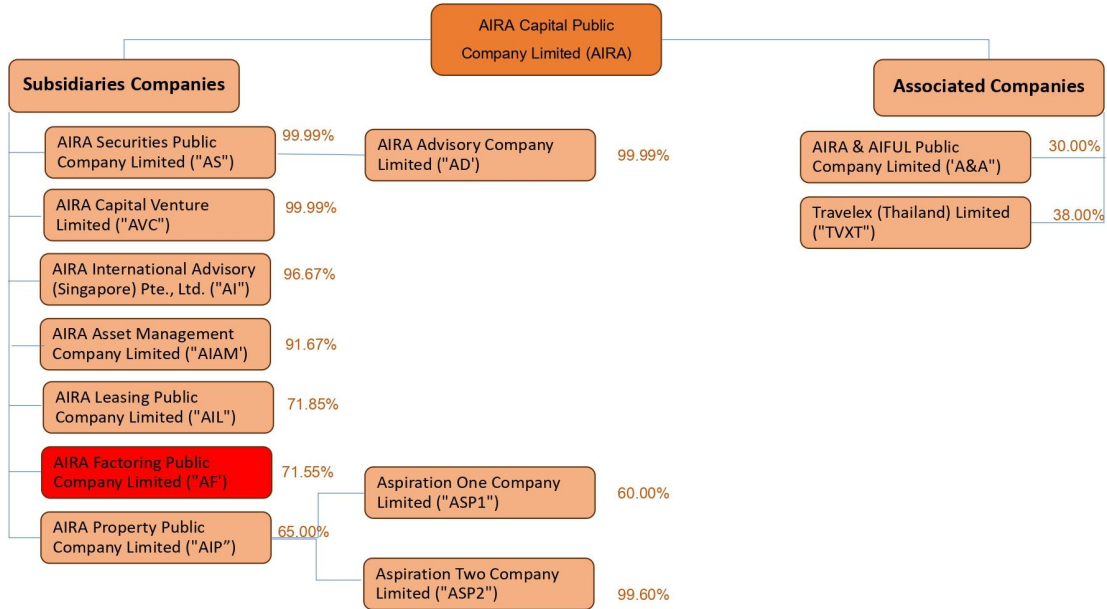 AIRA Capital Public
Company Limited (AIRA)
Subsidiaries Companies
Associated Companies
AIRA Securities Public
Company Limited ("AS")
99.99%
AIRA Advisory Company
Limited ("AD')
99.99%
AIRA & AIFUL Public
Company Limited ('A&A")
30.00%
AIRA Capital Venture
Limited ("AVC")
99.99%
Travelex (Thailand) Limited
("TVXT")
38.00%
AIRA International Advisory
(Singapore) Pte., Ltd. ("AI")
96.67%
AIRA Asset Management
Company Limited ("AIAM')
91.67%
AIRA Leasing Public
Company Limited ("AIL")
71.85%
AIRA Factoring Public
Company Limited ("AF')
71.55%
Aspiration One Company
Limited ("ASP1")
60.00%
AIRA Property Public
Company Limited ("AIP”)
65.00%
Aspiration Two Company
Limited ("ASP2")
99.60%